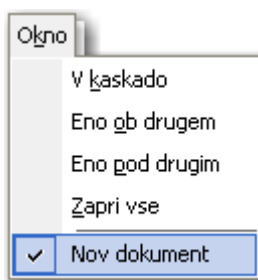 Okno
V kaskado
Eno ob drugem
Eno pod drugim
Zapri vse
Nov dokument